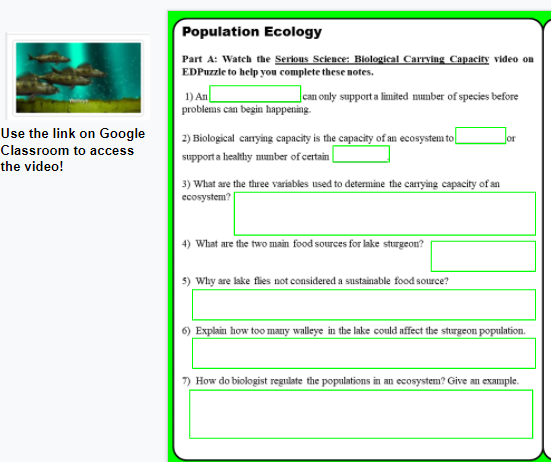 Population Ecology
Part A: Watch the Serious Science: Biological Carrying Capacity video on
EDPuzzle to help you complete these notes.
1) An can only support a limited number of species before
problems can begin happening.
2) Biological carrying capacity is the capacity of an ecosystem to or
support a healthy number of certain .
3) What are the three variables used to determine the carrying capacity of an
ecosystem?
4) What are the two main food sources for lake sturgeon?
5) Why are lake flies not considered a sustainable food source?
6) Explain how too many walleye in the lake could affect the sturgeon population.
7) How do biologist regulate the populations in an ecosystem? Give an example.
Walleye
Use the link on Google
Classroom to access
the video!